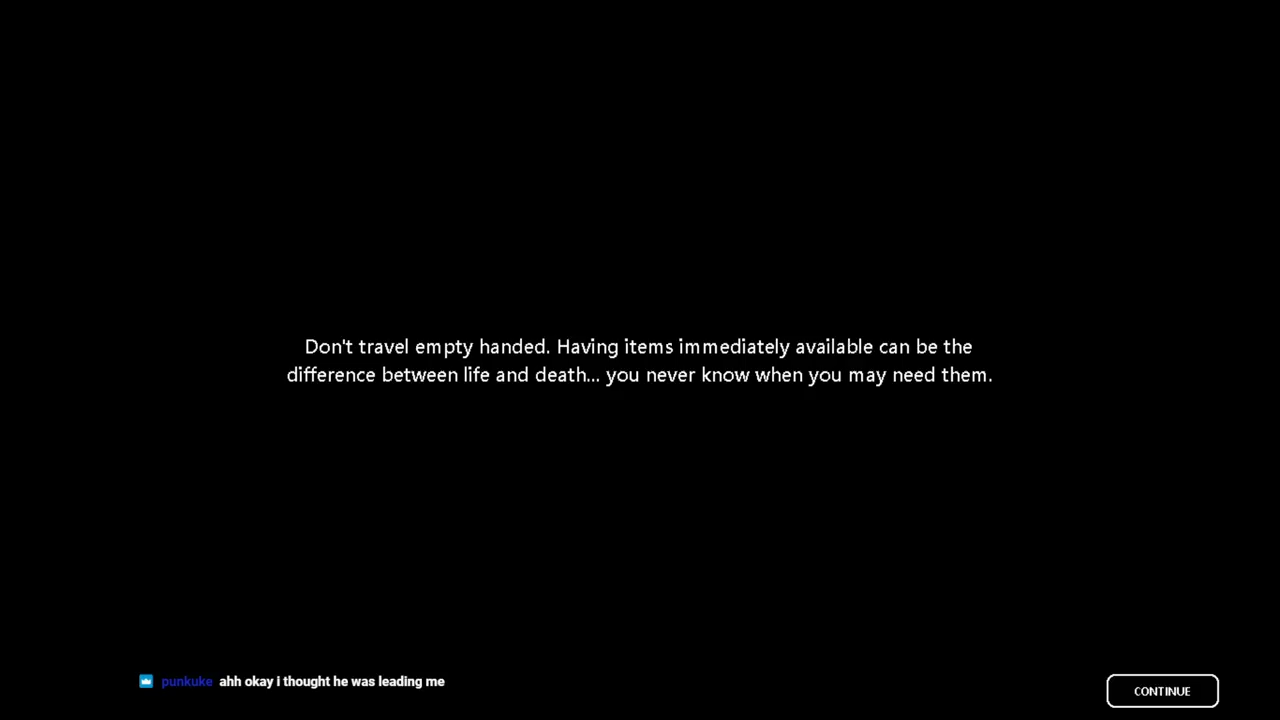 Don't travel empty handed. Having items immediately available can be the
difference between life and death... you never know when you may need them.
punkuke ahh okay i thought he was leading me
CONTINUE